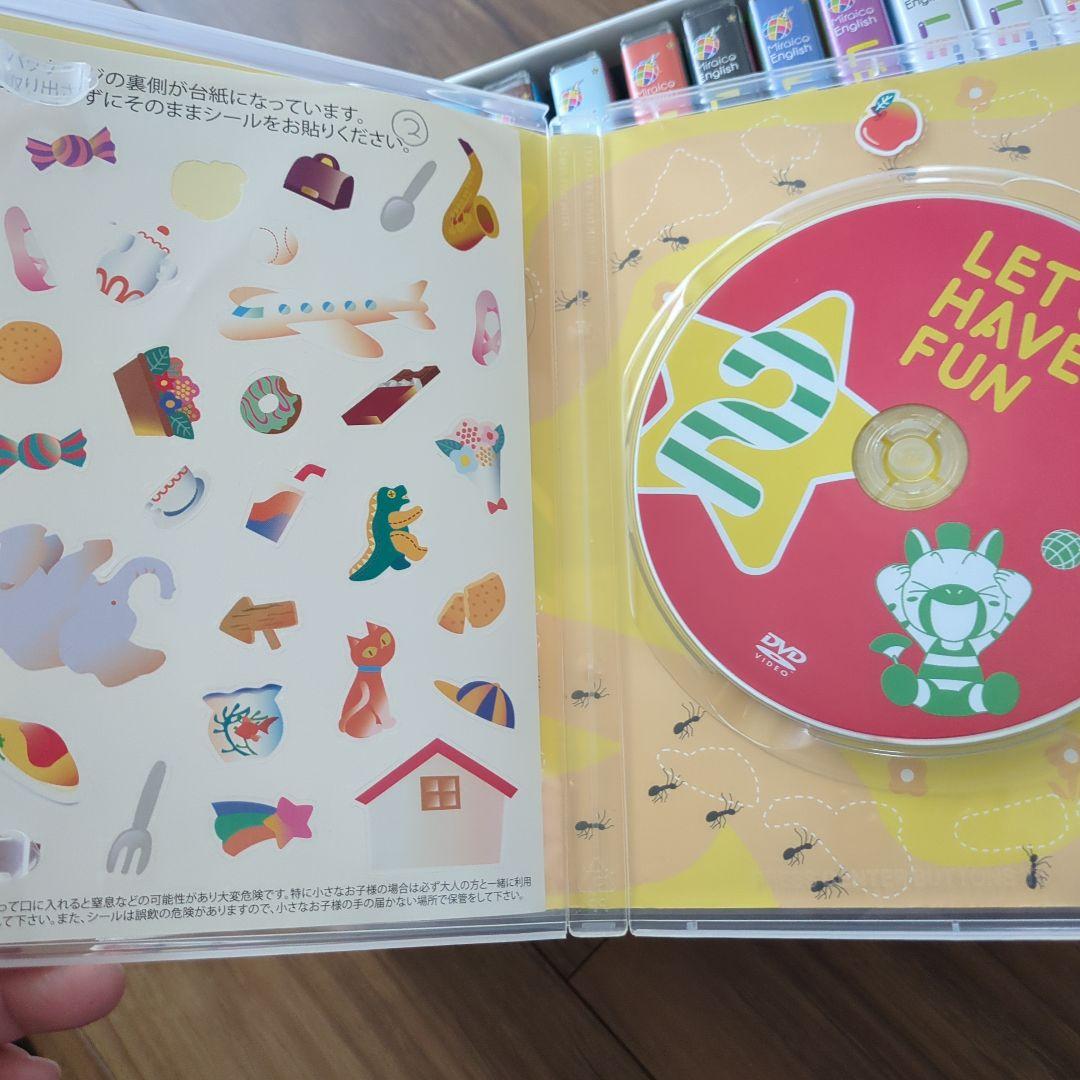 ジの裏側が台紙になっています。
ずにそのままシールをお貼りください。
2
Miraico
English
Miraico
English
Miraico
English
Miraico
English
LET'S
HAVE
FUN
2
DVD
VIDEO
って口に入れると窒息などの可能性があり大変危険です。特に小さなお子様の場合は必ず大人の方と一緒に利用
して下さい。また、シールは誤飲の危険がありますので、小さなお子様の手の届かない場所で保管をして下さい。